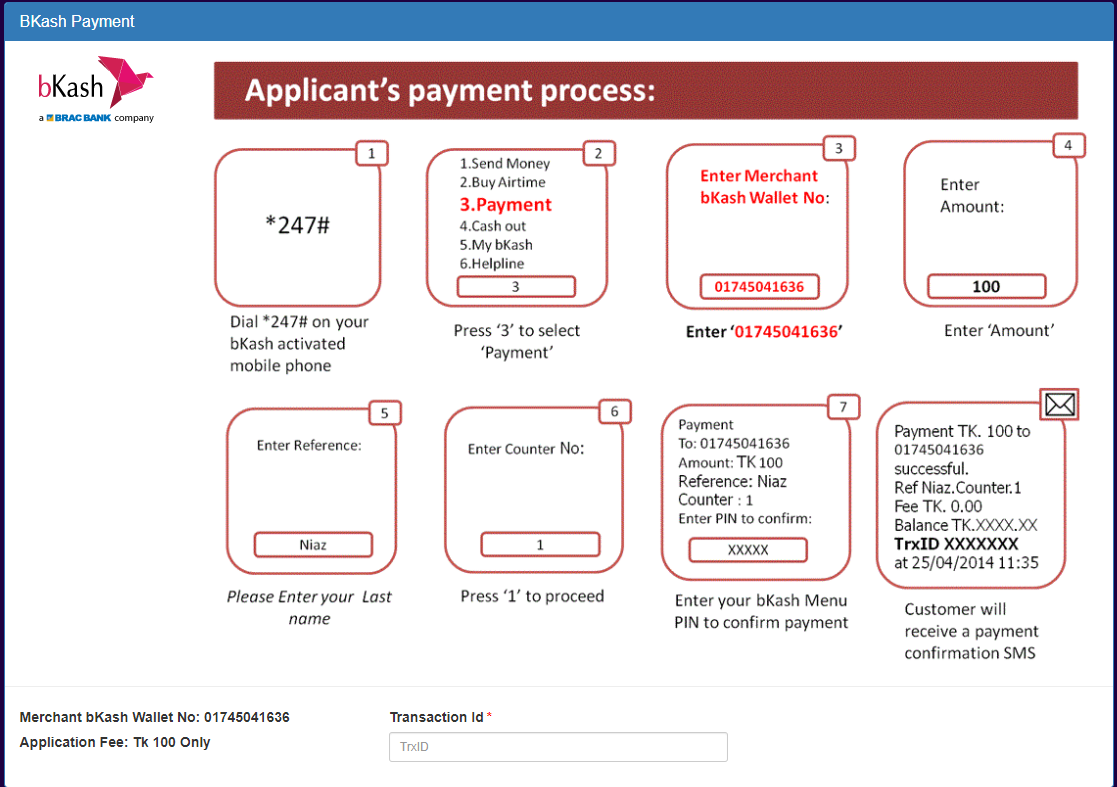 BKash Payment
bKash
a BRAC BANK company
Applicant's payment process:
1
*247#
Dial *247# on your
bKash activated
mobile phone
2
1.Send Money
2.Buy Airtime
3.Payment
4.Cash out
5.My bKash
6.Helpline
3
Press ‘3’ to select
‘Payment’
3
Enter Merchant
bKash Wallet No:
01745041636
Enter ‘01745041636’
4
Enter
Amount:
100
Enter ‘Amount’
5
Enter Reference:
Niaz
Please Enter your Last
name
6
Enter Counter No:
1
Press ‘1’ to proceed
7
Payment
To: 01745041636
Amount: TK 100
Reference: Niaz
Counter : 1
Enter PIN to confirm:
XXXXX
Enter your bKash Menu
PIN to confirm payment
Payment TK. 100 to
01745041636
successful.
Ref Niaz.Counter.1
Fee TK. 0.00
Balance TK.XXXX.XX
TrxID XXXXXXX
at 25/04/2014 11:35
Customer will
receive a payment
confirmation SMS
Merchant bKash Wallet No: 01745041636
Application Fee: Tk 100 Only
Transaction Id *
TrxID